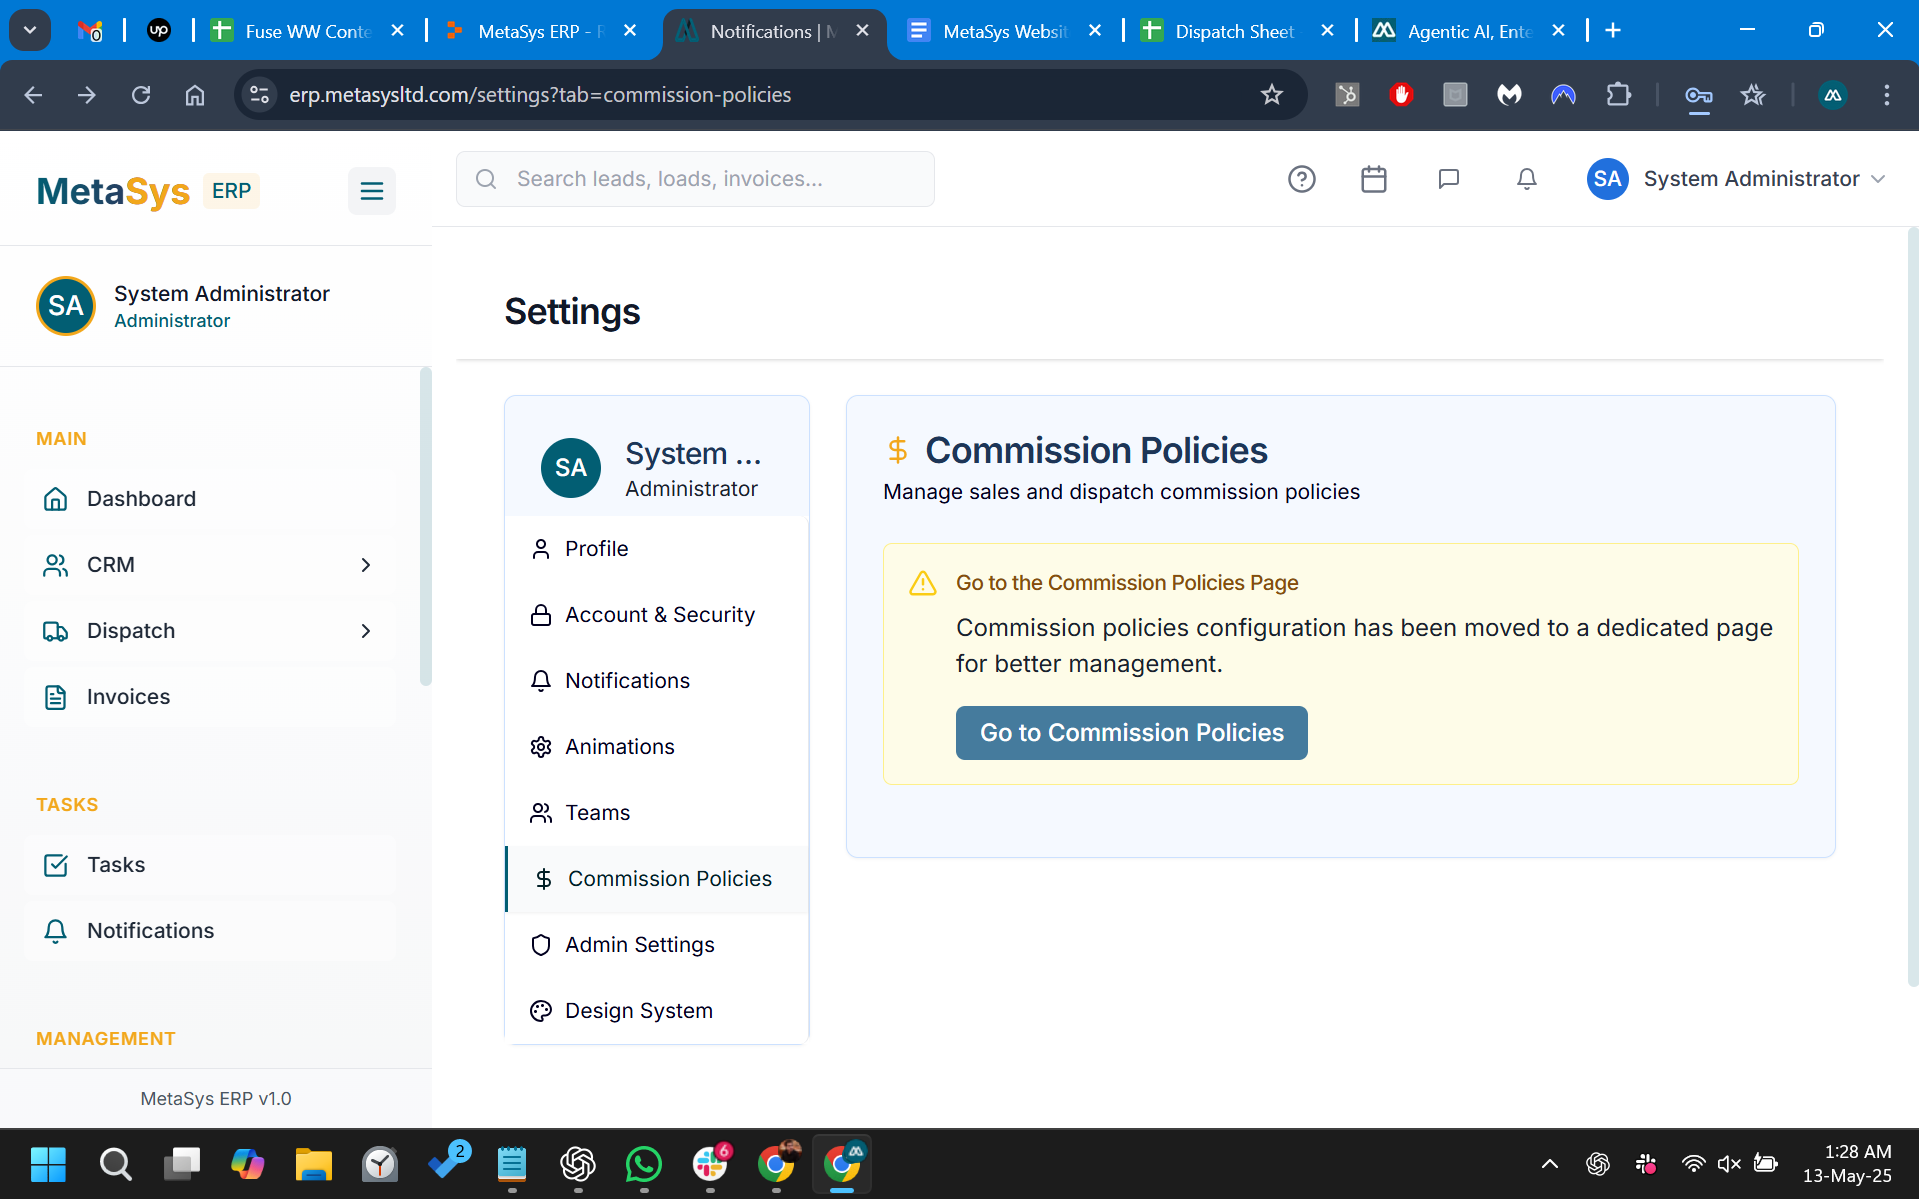 0
up
Fuse WW Conte
MetaSys ERP - R
Notifications | M
MetaSys Websit
Dispatch Sheet
Agentic AI, Ente
erp.metasysltd.com/settings?tab=commission-policies
MetaSys ERP
Search leads, loads, invoices...
SA System Administrator
SA
System Administrator
Administrator
MAIN
Dashboard
CRM
Dispatch
Invoices
TASKS
Tasks
Notifications
MANAGEMENT
MetaSys ERP v1.0
Settings
SA
System ...
Administrator
Profile
Account & Security
Notifications
Animations
Teams
Commission Policies
Admin Settings
Design System
$ Commission Policies
Manage sales and dispatch commission policies
Go to the Commission Policies Page
Commission policies configuration has been moved to a dedicated page
for better management.
Go to Commission Policies
2
6
1:28 AM
13-May-25